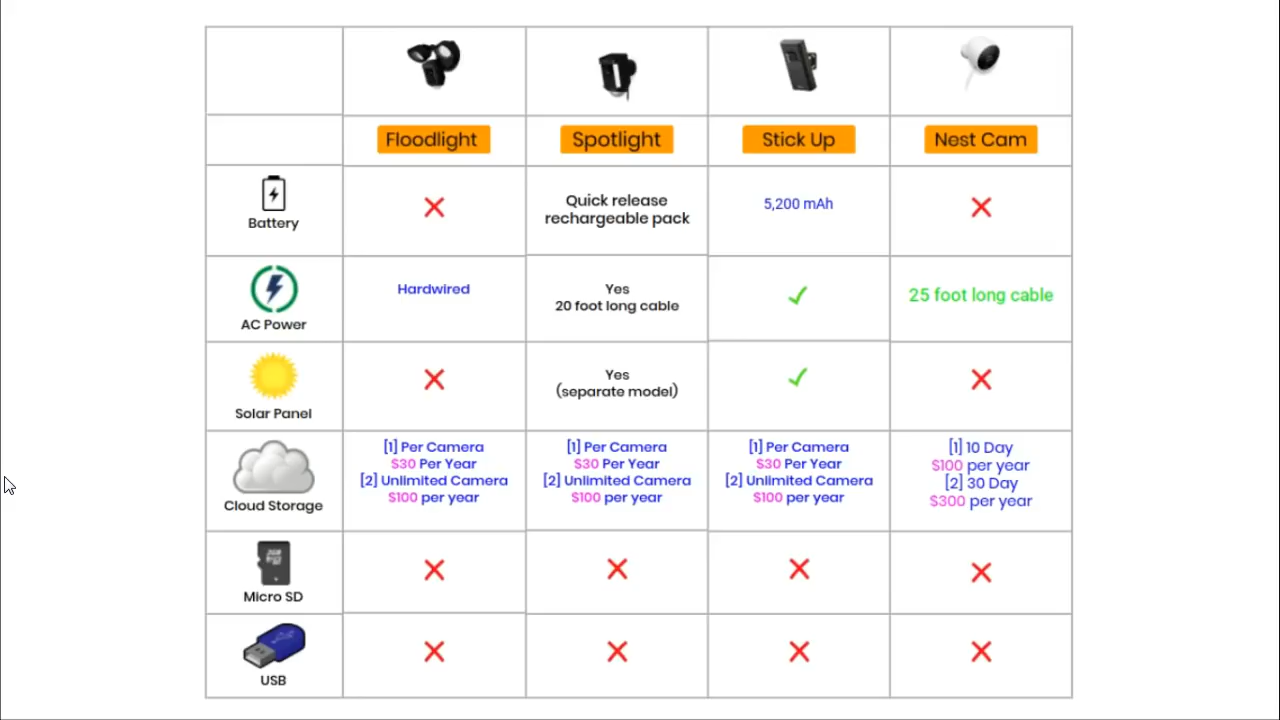 Floodlight
Spotlight
Stick Up
Nest Cam
Battery
Quick release
rechargeable pack
5,200 mAh
AC Power
Hardwired
Yes
20 foot long cable
25 foot long cable
Solar Panel
Yes
(separate model)
Cloud Storage
[1] Per Camera
$30 Per Year
[2] Unlimited Camera
$100 per year
[1] Per Camera
$30 Per Year
[2] Unlimited Camera
$100 per year
[1] Per Camera
$30 Per Year
[2] Unlimited Camera
$100 per year
[1] 10 Day
$100 per year
[2] 30 Day
$300 per year
Micro SD
USB